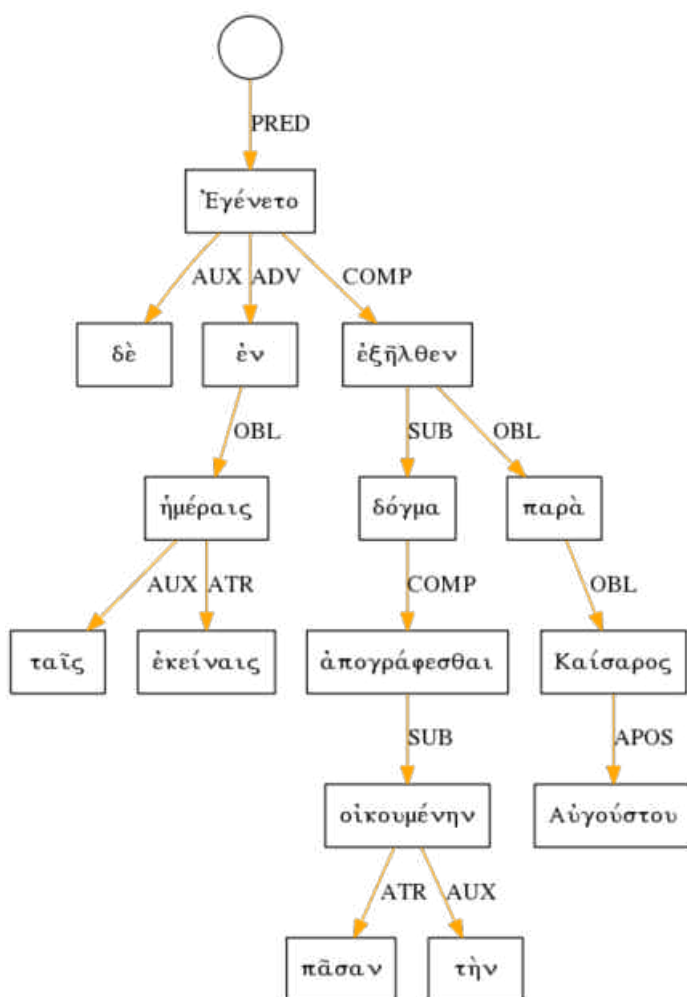 PRED
Ἐγένετο
AUX ADV COMP
δὲ ἐν ἐξῆλθεν
OBL SUB OBL
ἡμέραις δόγμα παρὰ
AUX ATR COMP OBL
ταῖς ἐκείναις ἀπογράφεσθαι Καίσαρος
SUB APOS
οἰκουμένην Αὐγούστου
ATR AUX
πᾶσαν τὴν